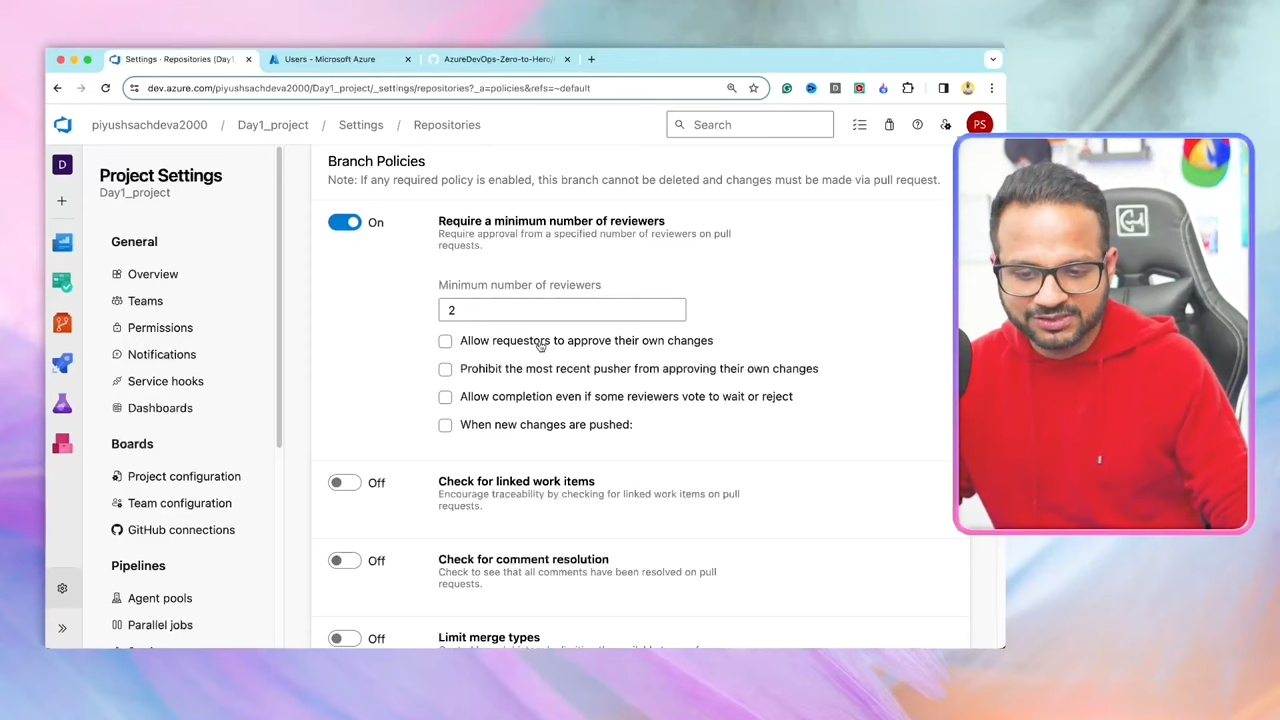 Settings · Repositories (Day1_
Users - Microsoft Azure
AzureDevOps-Zero-to-Hero/
dev.azure.com/piyushsachdeva2000/Day1_project/_settings/repositories?_a=policies&refs=~default
piyushsachdeva2000 / Day1_project / Settings / Repositories
Search
PS
D
Project Settings
Day1_project
General
Overview
Teams
Permissions
Notifications
Service hooks
Dashboards
Boards
Project configuration
Team configuration
GitHub connections
Pipelines
Agent pools
Parallel jobs
Branch Policies
Note: If any required policy is enabled, this branch cannot be deleted and changes must be made via pull request.
On
Require a minimum number of reviewers
Require approval from a specified number of reviewers on pull
requests.
Minimum number of reviewers
2
Allow requestors to approve their own changes
Prohibit the most recent pusher from approving their own changes
Allow completion even if some reviewers vote to wait or reject
When new changes are pushed:
Off
Check for linked work items
Encourage traceability by checking for linked work items on pull
requests.
Off
Check for comment resolution
Check to see that all comments have been resolved on pull
requests.
Off
Limit merge types